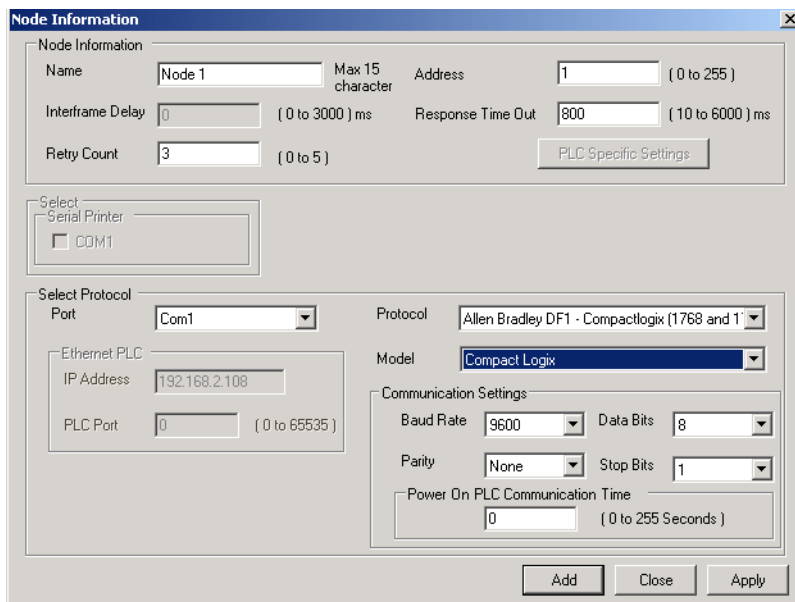 Node Information
Node Information
Name
Node 1
Max 15
character
Address
1
( 0 to 255 )
Interframe Delay
0
( 0 to 3000 ) ms
Response Time Out
800
( 10 to 6000 ) ms
Retry Count
3
( 0 to 5 )
PLC Specific Settings
Select
Serial Printer
COM1
Select Protocol
Port
Com1
Protocol
Allen Bradley DF1 - Compactlogix (1768 and 1
Ethernet PLC
IP Address
192.168.2.108
PLC Port
0
( 0 to 65535 )
Model
Compact Logix
Communication Settings
Baud Rate
9600
Data Bits
8
Parity
None
Stop Bits
1
Power On PLC Communication Time
0
( 0 to 255 Seconds )
Add
Close
Apply